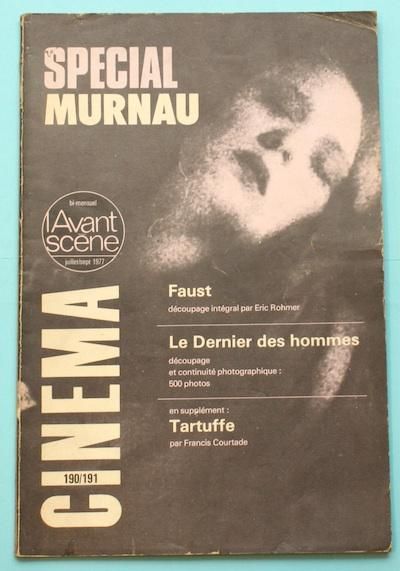 SPECIAL
MURNAU
bi-mensuel
l'Avant
scène
juillet/sept 1977
CINEMA
190/191
Faust
découpage intégral par Eric Rohmer
Le Dernier des hommes
découpage
et continuité photographique :
500 photos
en supplément :
Tartuffe
par Francis Courtade